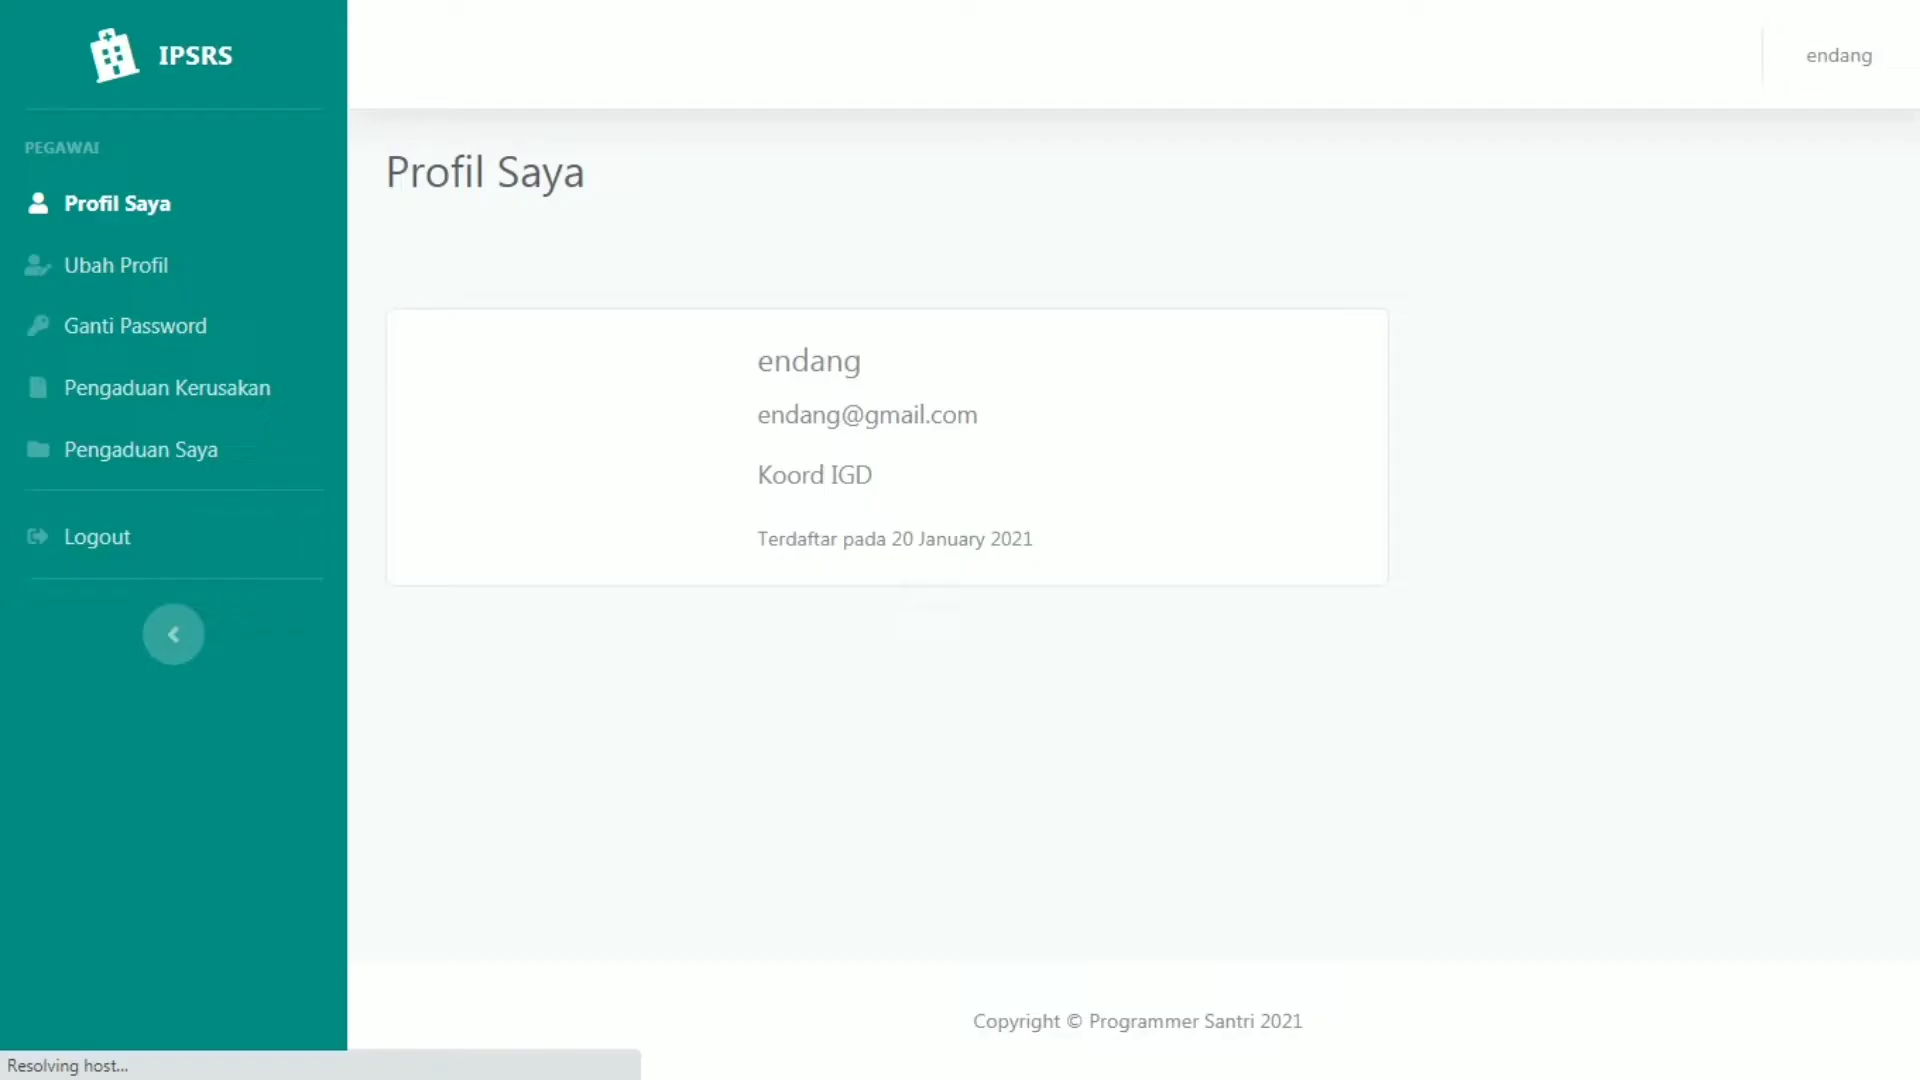 IPSRS
endang
PEGAWAI
Profil Saya
Ubah Profil
Ganti Password
Pengaduan Kerusakan
Pengaduan Saya
Logout
Profil Saya
endang
endang@gmail.com
Koord IGD
Terdaftar pada 20 January 2021
Copyright © Programmer Santri 2021
Resolving host...